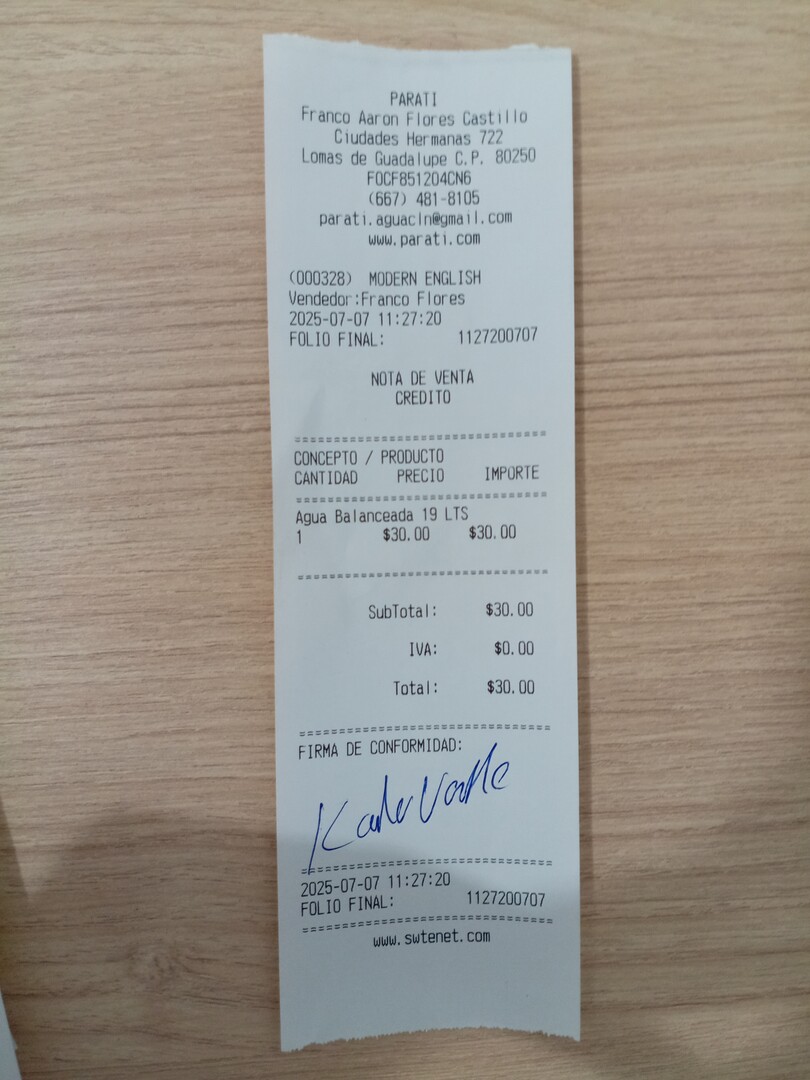 PARATI
Franco Aaron Flores Castillo
Ciudades Hermanas 722
Lomas de Guadalupe C.P. 80250
FOCF851204CN6
(667) 481-8105
parati.aguacln@gmail.com
www.parati.com
(000328) MODERN ENGLISH
Vendedor:Franco Flores
2025-07-07 11:27:20
FOLIO FINAL: 1127200707
NOTA DE VENTA
CREDITO
==================================
CONCEPTO / PRODUCTO
CANTIDAD PRECIO IMPORTE
==================================
Agua Balanceada 19 LTS
1 $30.00 $30.00
==================================
SubTotal: $30.00
IVA: $0.00
Total: $30.00
==================================
FIRMA DE CONFORMIDAD:
==================================
2025-07-07 11:27:20
FOLIO FINAL: 1127200707
==================================
www.swtenet.com